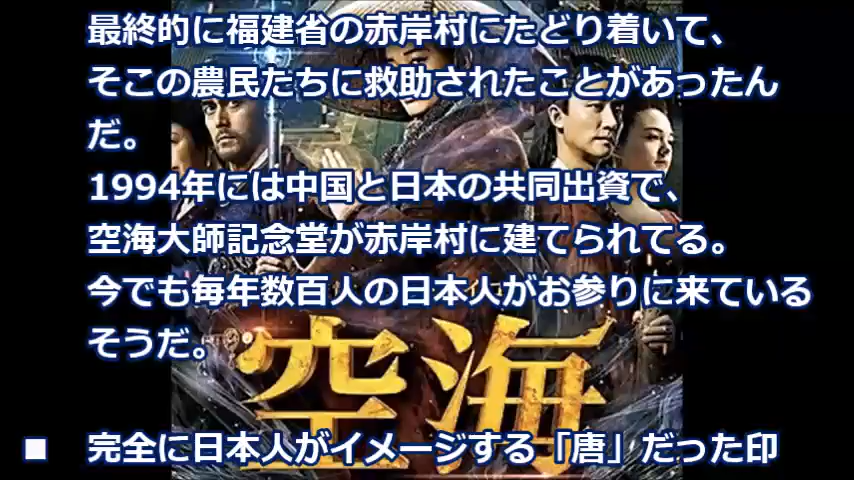 最終的に福建省の赤岸村にたどり着いて、
そこの農民たちに救助されたことがあったん
だ。
1994年には中国と日本の共同出資で、
空海大師記念堂が赤岸村に建てられてる。
今でも毎年数百人の日本人がお参りに来ている
そうだ。
空海
■ 完全に日本人がイメージする「唐」だった印